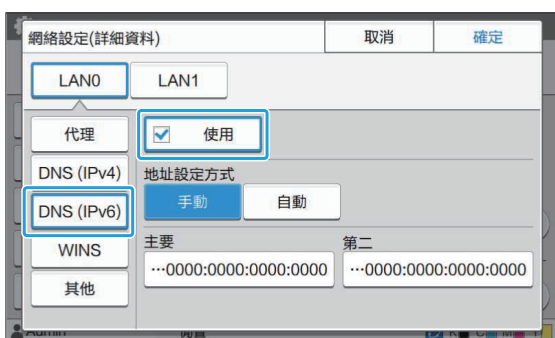 網絡設定(詳細資料)
取消
確定
LAN0
LAN1
代理
使用
DNS (IPv4)
地址設定方式
DNS (IPv6)
手動
自動
WINS
主要
第二
···0000:0000:0000:0000
···0000:0000:0000:0000
其他
Admin
K C M Y